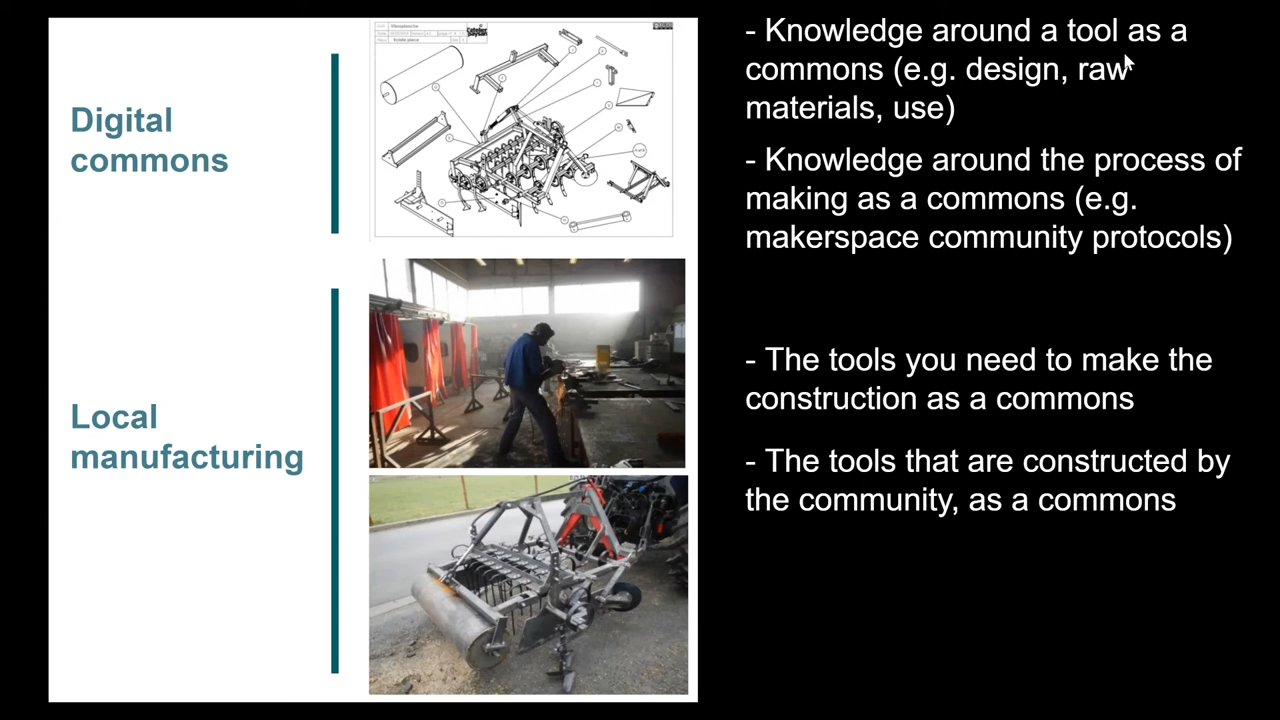 Digital
commons
Local
manufacturing
- Knowledge around a tool as a
commons (e.g. design, raw
materials, use)
- Knowledge around the process of
making as a commons (e.g.
makerspace community protocols)
- The tools you need to make the
construction as a commons
- The tools that are constructed by
the community, as a commons